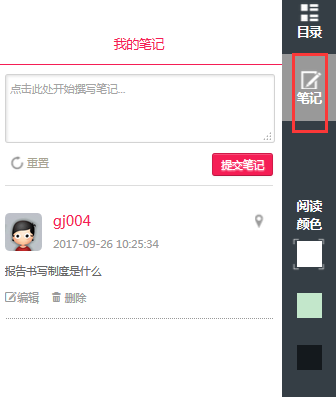 我的笔记
点击此处开始撰写笔记...
重置
提交笔记
gj004
2017-09-26 10:25:34
报告书写制度是什么
编辑 删除
目录
笔记
阅读
颜色